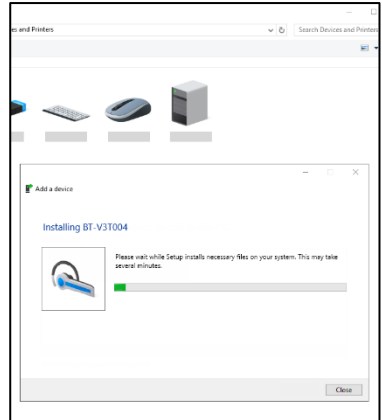 es and Printers
Search Devices and Printers
Add a device
Installing BT-V3T004
Please wait while Setup installs necessary files on your system. This may take
several minutes.
Close